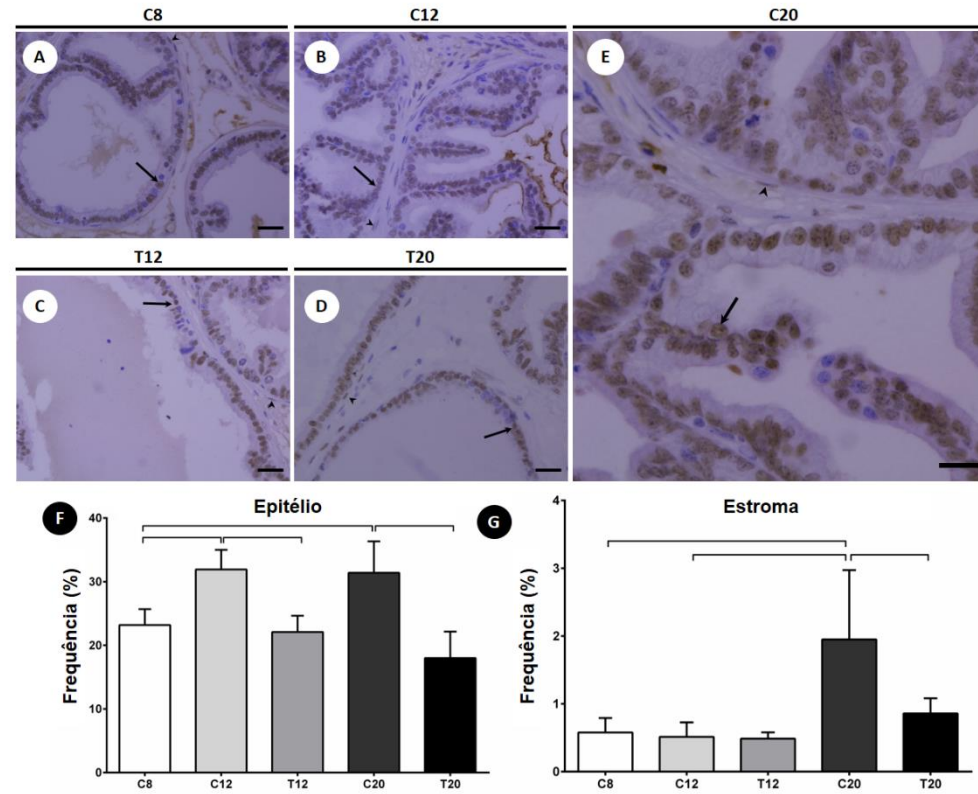 C8
C12
C20
A
B
E
T12
T20
C
D
F
Epitélio
G
Estroma
Frequência (%)
40
30
20
10
0
C8
C12
T12
C20
T20
Frequência (%)
4
3
2
1
0
C8
C12
T12
C20
T20